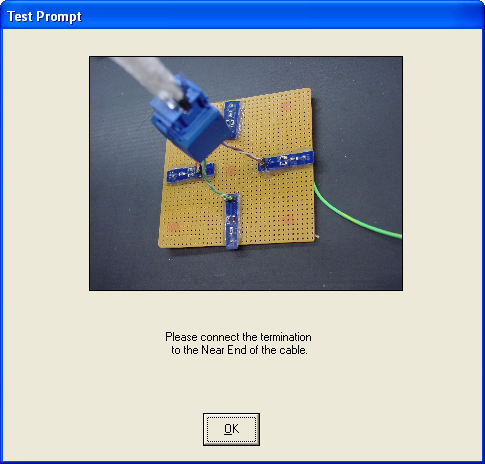 Test Prompt
Please connect the termination
to the Near End of the cable.
OK